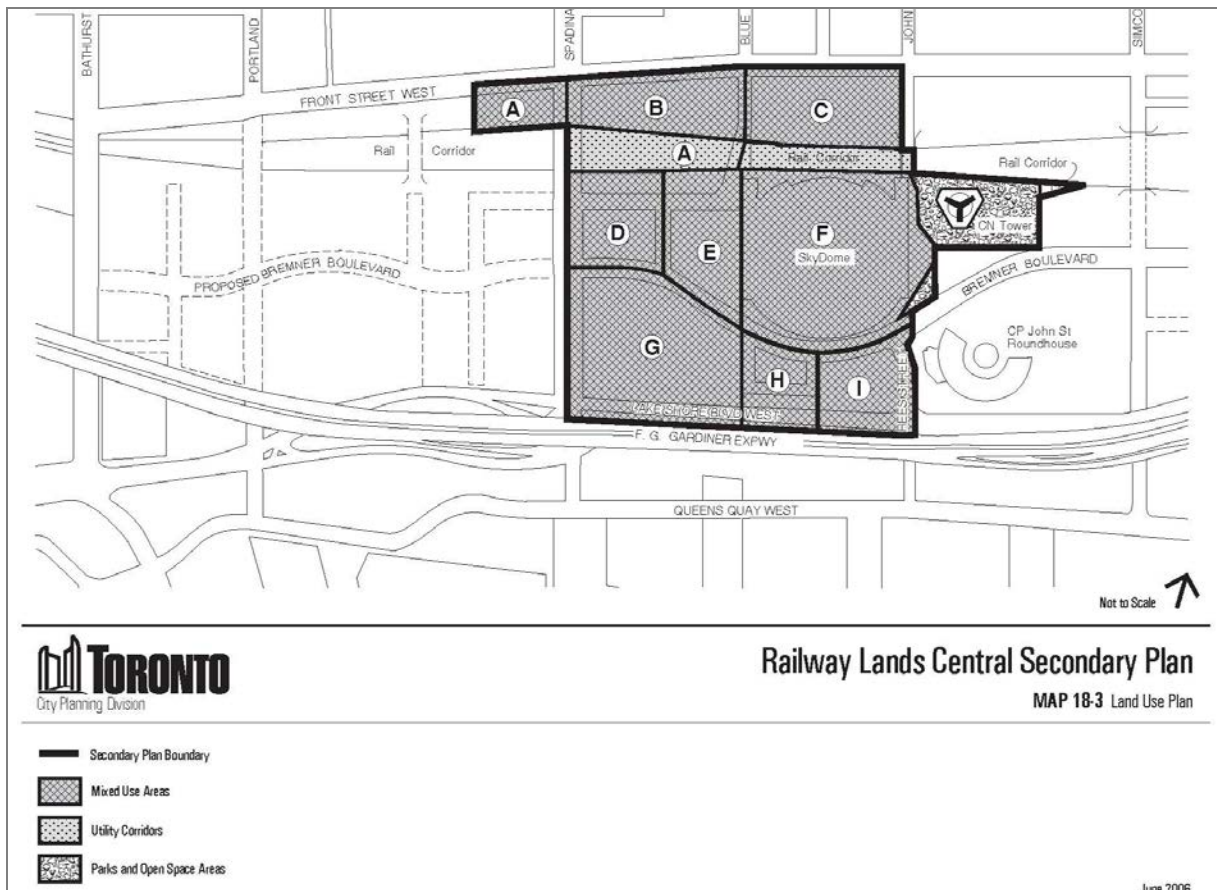 BATHURST
PORTLAND
SPADINA
BLUE
JOHN
SIMCO
FRONT STREET WEST
A
B
C
Rail Corridor
A
Rail Corridor
Rail Corridor
CN Tower
D
E
F
SkyDome
PROPOSED BREMNER BOULEVARD
BREMNER BOULEVARD
G
H
I
CP John St
Roundhouse
LAKE SHORE BLVD WEST
F. G. GARDINER EXPWY
QUEENS QUAY WEST
Not to Scale
TORONTO
City Planning Division
Railway Lands Central Secondary Plan
MAP 18-3 Land Use Plan
Secondary Plan Boundary
Mixed Use Areas
Utility Corridors
Parks and Open Space Areas
June 2006